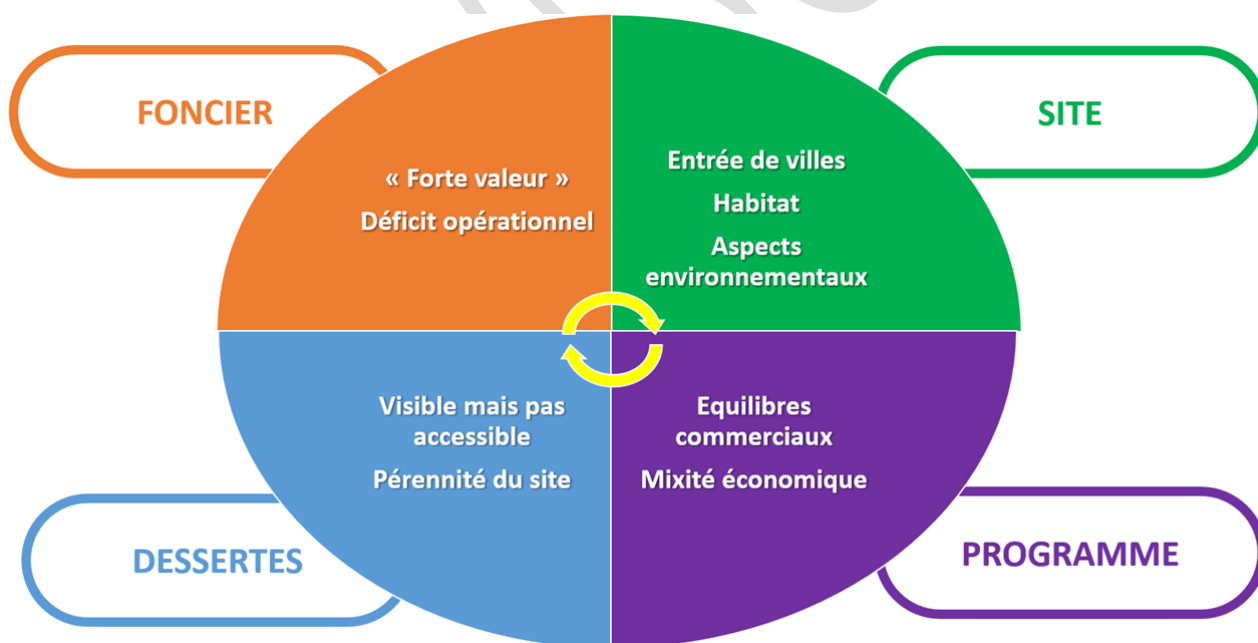 FONCIER
SITE
« Forte valeur »
Déficit opérationnel
Entrée de villes
Habitat
Aspects
environnementaux
Visible mais pas
accessible
Pérennité du site
Equilibres
commerciaux
Mixité économique
DESSERTES
PROGRAMME